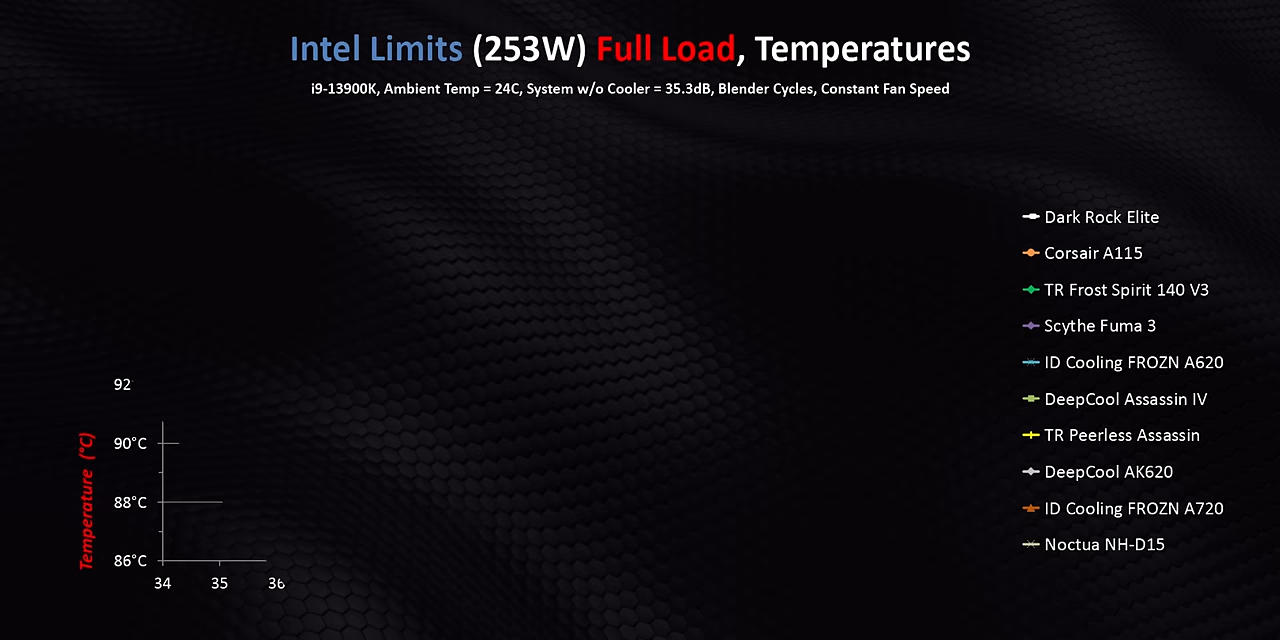 Intel Limits (253W) Full Load, Temperatures
i9-13900K, Ambient Temp = 24C, System w/o Cooler = 35.3dB, Blender Cycles, Constant Fan Speed
Dark Rock Elite
Corsair A115
TR Frost Spirit 140 V3
Scythe Fuma 3
ID Cooling FROZN A620
DeepCool Assassin IV
TR Peerless Assassin
DeepCool AK620
ID Cooling FROZN A720
Noctua NH-D15
Temperature (°C)
92
90°C
88°C
86°C
34 35 36